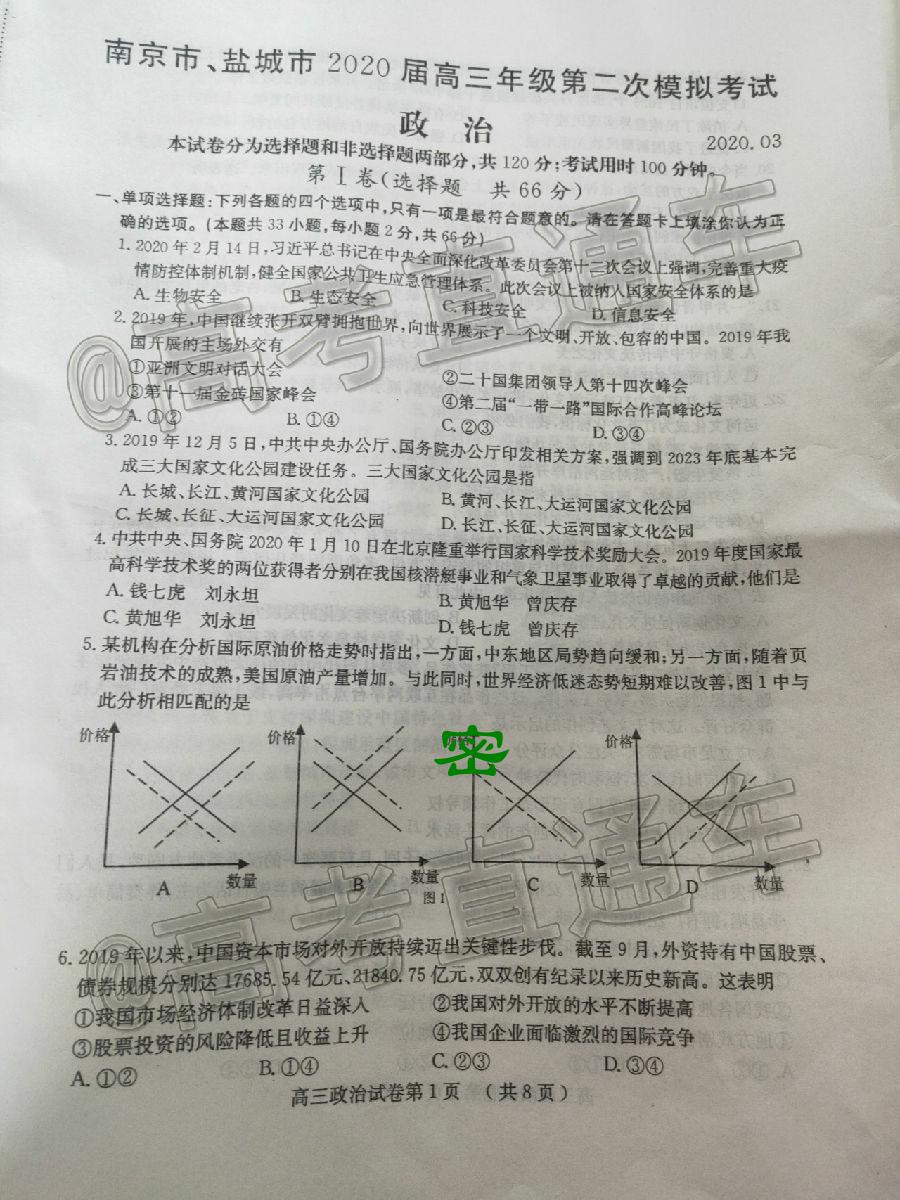 南京市、盐城市 2020 届高三年级第二次模拟考试
政 治
2020.03
本试卷分为选择题和非选择题两部分,共 120 分;考试用时 100 分钟。
第Ⅰ卷(选择题 共 66 分)
一、单项选择题:下列各题的四个选项中,只有一项是最符合题意的。请在答题卡上填涂你认为正
确的选项。(本题共 33 小题,每小题 2 分,共 66 分)
1. 2020 年 2 月 14 日,习近平总书记在中央全面深化改革委员会第十二次会议上强调,完善重大疫
情防控体制机制,健全国家公共卫生应急管理体系。此次会议上被纳入国家安全体系的是
A. 生物安全 B. 生态安全 C. 科技安全 D. 信息安全
2. 2019 年,中国继续张开双臂拥抱世界,向世界展示了一个文明、开放、包容的中国。2019 年我
国开展的主场外交有
①亚洲文明对话大会 ②二十国集团领导人第十四次峰会
③第十一届金砖国家峰会 ④第二届“一带一路”国际合作高峰论坛
A. ①② B. ①④ C. ②③ D. ③④
3. 2019 年 12 月 5 日,中共中央办公厅、国务院办公厅印发相关方案,强调到 2023 年底基本完
成三大国家文化公园建设任务。三大国家文化公园是指
A. 长城、长江、黄河国家文化公园 B. 黄河、长江、大运河国家文化公园
C. 长城、长征、大运河国家文化公园 D. 长江、长征、大运河国家文化公园
4. 中共中央、国务院 2020 年 1 月 10 日在北京隆重举行国家科学技术奖励大会。2019 年度国家最
高科学技术奖的两位获得者分别在我国核潜艇事业和气象卫星事业取得了卓越的贡献,他们是
A. 钱七虎 刘永坦 B. 黄旭华 曾庆存
C. 黄旭华 刘永坦 D. 钱七虎 曾庆存
5. 某机构在分析国际原油价格走势时指出,一方面,中东地区局势趋向缓和;另一方面,随着页
岩油技术的成熟,美国原油产量增加。与此同时,世界经济低迷态势短期难以改善,图 1 中与
此分析相匹配的是
价格 价格 密 价格
A 数量 B 数量 C 数量 D 数量
图 1
6. 2019 年以来,中国资本市场对外开放持续迈出关键性步伐。截至 9 月,外资持有中国股票、
债券规模分别达 17685.54 亿元、21840.75 亿元,双双创有纪录以来历史新高。这表明
①我国市场经济体制改革日益深入 ②我国对外开放的水平不断提高
③股票投资的风险降低且收益上升 ④我国企业面临激烈的国际竞争
A. ①② B. ①④ C. ②③ D. ③④
高三政治试卷第 1 页 (共 8 页)
@高考直通车
@高考直通车